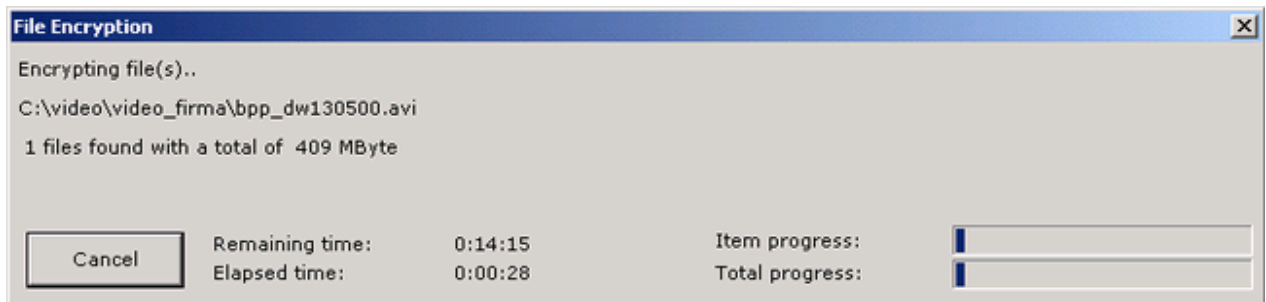 File Encryption
Encrypting file(s)..
C:\video\video_firma\bpp_dw130500.avi
1 files found with a total of 409 MByte
Cancel
Remaining time: 0:14:15
Elapsed time: 0:00:28
Item progress:
Total progress: